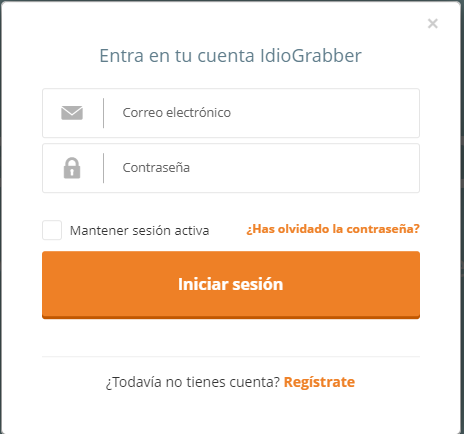 Entra en tu cuenta IdioGrabber
Correo electrónico
Contraseña
Mantener sesión activa
¿Has olvidado la contraseña?
Iniciar sesión
¿Todavía no tienes cuenta? Regístrate